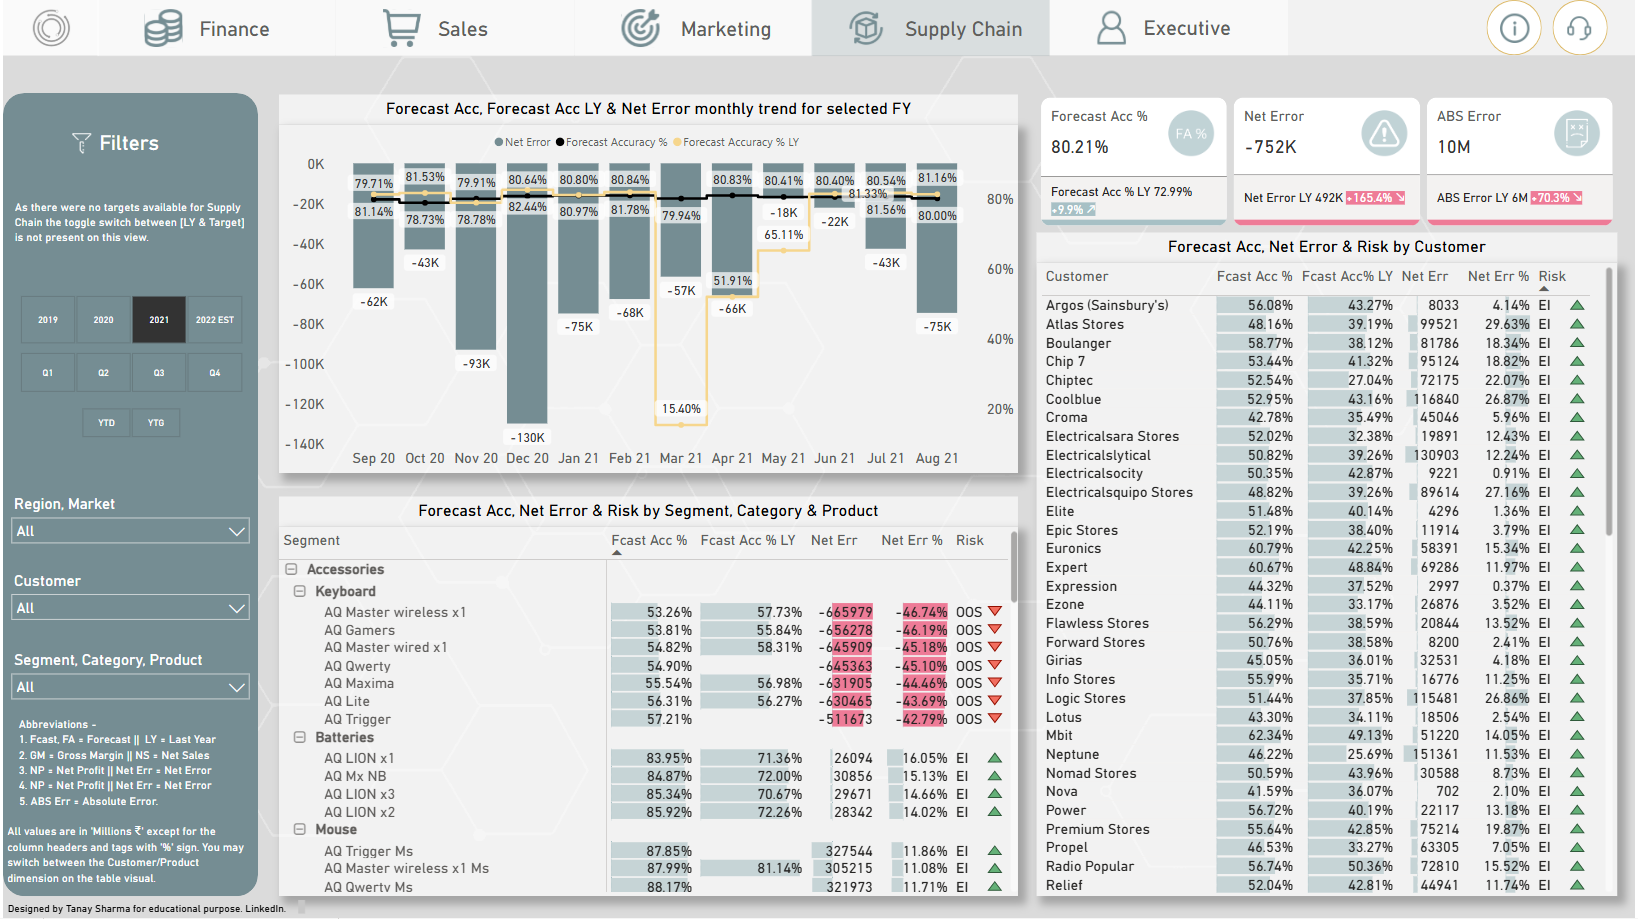 Finance
Sales
Marketing
Supply Chain
Executive
Filters
As there were no targets available for Supply
Chain the toggle switch between [LY & Target]
is not present on this view.
2019
2020
2021
2022 EST
Q1
Q2
Q3
Q4
YTD
YTG
Region, Market
All
Customer
All
Segment, Category, Product
All
Abbreviations -
1. Fcast, FA = Forecast || LY = Last Year
2. GM = Gross Margin || NS = Net Sales
3. NP = Net Profit || Net Err = Net Error
4. NP = Net Profit || Net Err = Net Error
5. ABS Err = Absolute Error.
All values are in 'Millions ₹' except for the
column headers and tags with '%' sign. You may
switch between the Customer/Product
dimension on the table visual.
Designed by Tanay Sharma for educational purpose. LinkedIn.
Forecast Acc, Forecast Acc LY & Net Error monthly trend for selected FY
Net Error Forecast Accuracy % Forecast Accuracy % LY
0K
-20K
-40K
-60K
-80K
-100K
-120K
-140K
79.71% 81.53% 79.91% 80.64% 80.80% 80.84% 80.83% 80.41% 80.40% 80.54% 81.16%
81.33%
81.14% 78.73% 78.78% 82.44% 80.97% 81.78% 79.94% 81.56% 80.00%
65.11%
51.91%
15.40%
-62K -43K -93K -130K -75K -68K -57K -66K -18K -22K -43K -75K
80%
60%
40%
20%
Sep 20 Oct 20 Nov 20 Dec 20 Jan 21 Feb 21 Mar 21 Apr 21 May 21 Jun 21 Jul 21 Aug 21
Forecast Acc, Net Error & Risk by Segment, Category & Product
Segment Fcast Acc % Fcast Acc % LY Net Err Net Err % Risk
Accessories
Keyboard
AQ Master wireless x1 53.26% 57.73% -665979 -46.74% OOS
AQ Gamers 53.81% 55.84% -656278 -46.19% OOS
AQ Master wired x1 54.82% 58.31% -645909 -45.18% OOS
AQ Qwerty 54.90% -645363 -45.10% OOS
AQ Maxima 55.54% 56.98% -631905 -44.46% OOS
AQ Lite 56.31% 56.27% -630465 -43.69% OOS
AQ Trigger 57.21% -511673 -42.79% OOS
Batteries
AQ LION x1 83.95% 71.36% 26094 16.05% EI
AQ Mx NB 84.87% 72.00% 30856 15.13% EI
AQ LION x3 85.34% 70.67% 29671 14.66% EI
AQ LION x2 85.92% 72.26% 28342 14.02% EI
Mouse
AQ Trigger Ms 87.85% 327544 11.86% EI
AQ Master wireless x1 Ms 87.99% 81.14% 305215 11.08% EI
AQ Qwerty Ms 88.17% 321973 11.71% EI
Forecast Acc %
FA %
80.21%
Forecast Acc % LY 72.99%
+9.9% ↗
Net Error
-752K
Net Error LY 492K +165.4% ↘
ABS Error
10M
ABS Error LY 6M +70.3% ↘
Forecast Acc, Net Error & Risk by Customer
Customer Fcast Acc % Fcast Acc% LY Net Err Net Err % Risk
Argos (Sainsbury's) 56.08% 43.27% 8033 4.14% EI
Atlas Stores 48.16% 39.19% 99521 29.63% EI
Boulanger 58.77% 38.12% 81786 18.34% EI
Chip 7 53.44% 41.32% 95124 18.82% EI
Chiptec 52.54% 27.04% 72175 22.07% EI
Coolblue 52.95% 43.16% 116840 26.87% EI
Croma 42.78% 35.49% 45046 5.96% EI
Electricalsara Stores 52.02% 32.38% 19891 12.43% EI
Electricalslytical 50.82% 39.26% 130903 12.24% EI
Electricalsocity 50.35% 42.87% 9221 0.91% EI
Electricalsquipo Stores 48.82% 39.26% 89614 27.16% EI
Elite 51.48% 40.14% 4296 1.36% EI
Epic Stores 52.19% 38.40% 11914 3.79% EI
Euronics 60.79% 42.25% 58391 15.34% EI
Expert 60.67% 48.84% 69286 11.97% EI
Expression 44.32% 37.52% 2997 0.37% EI
Ezone 44.11% 33.17% 26876 3.52% EI
Flawless Stores 56.29% 38.59% 20844 13.52% EI
Forward Stores 50.76% 38.58% 8200 2.41% EI
Girias 45.05% 36.01% 32531 4.18% EI
Info Stores 55.99% 35.71% 16776 11.25% EI
Logic Stores 51.44% 37.85% 115481 26.86% EI
Lotus 43.30% 34.11% 18506 2.54% EI
Mbit 62.34% 49.13% 51220 14.05% EI
Neptune 46.22% 25.69% 151361 11.53% EI
Nomad Stores 50.59% 43.96% 30588 8.73% EI
Nova 41.59% 36.07% 702 2.10% EI
Power 56.72% 40.19% 22117 13.18% EI
Premium Stores 55.64% 42.85% 75214 19.87% EI
Propel 46.53% 33.27% 63305 7.05% EI
Radio Popular 56.74% 50.36% 72810 15.52% EI
Relief 52.04% 42.81% 44941 11.74% EI